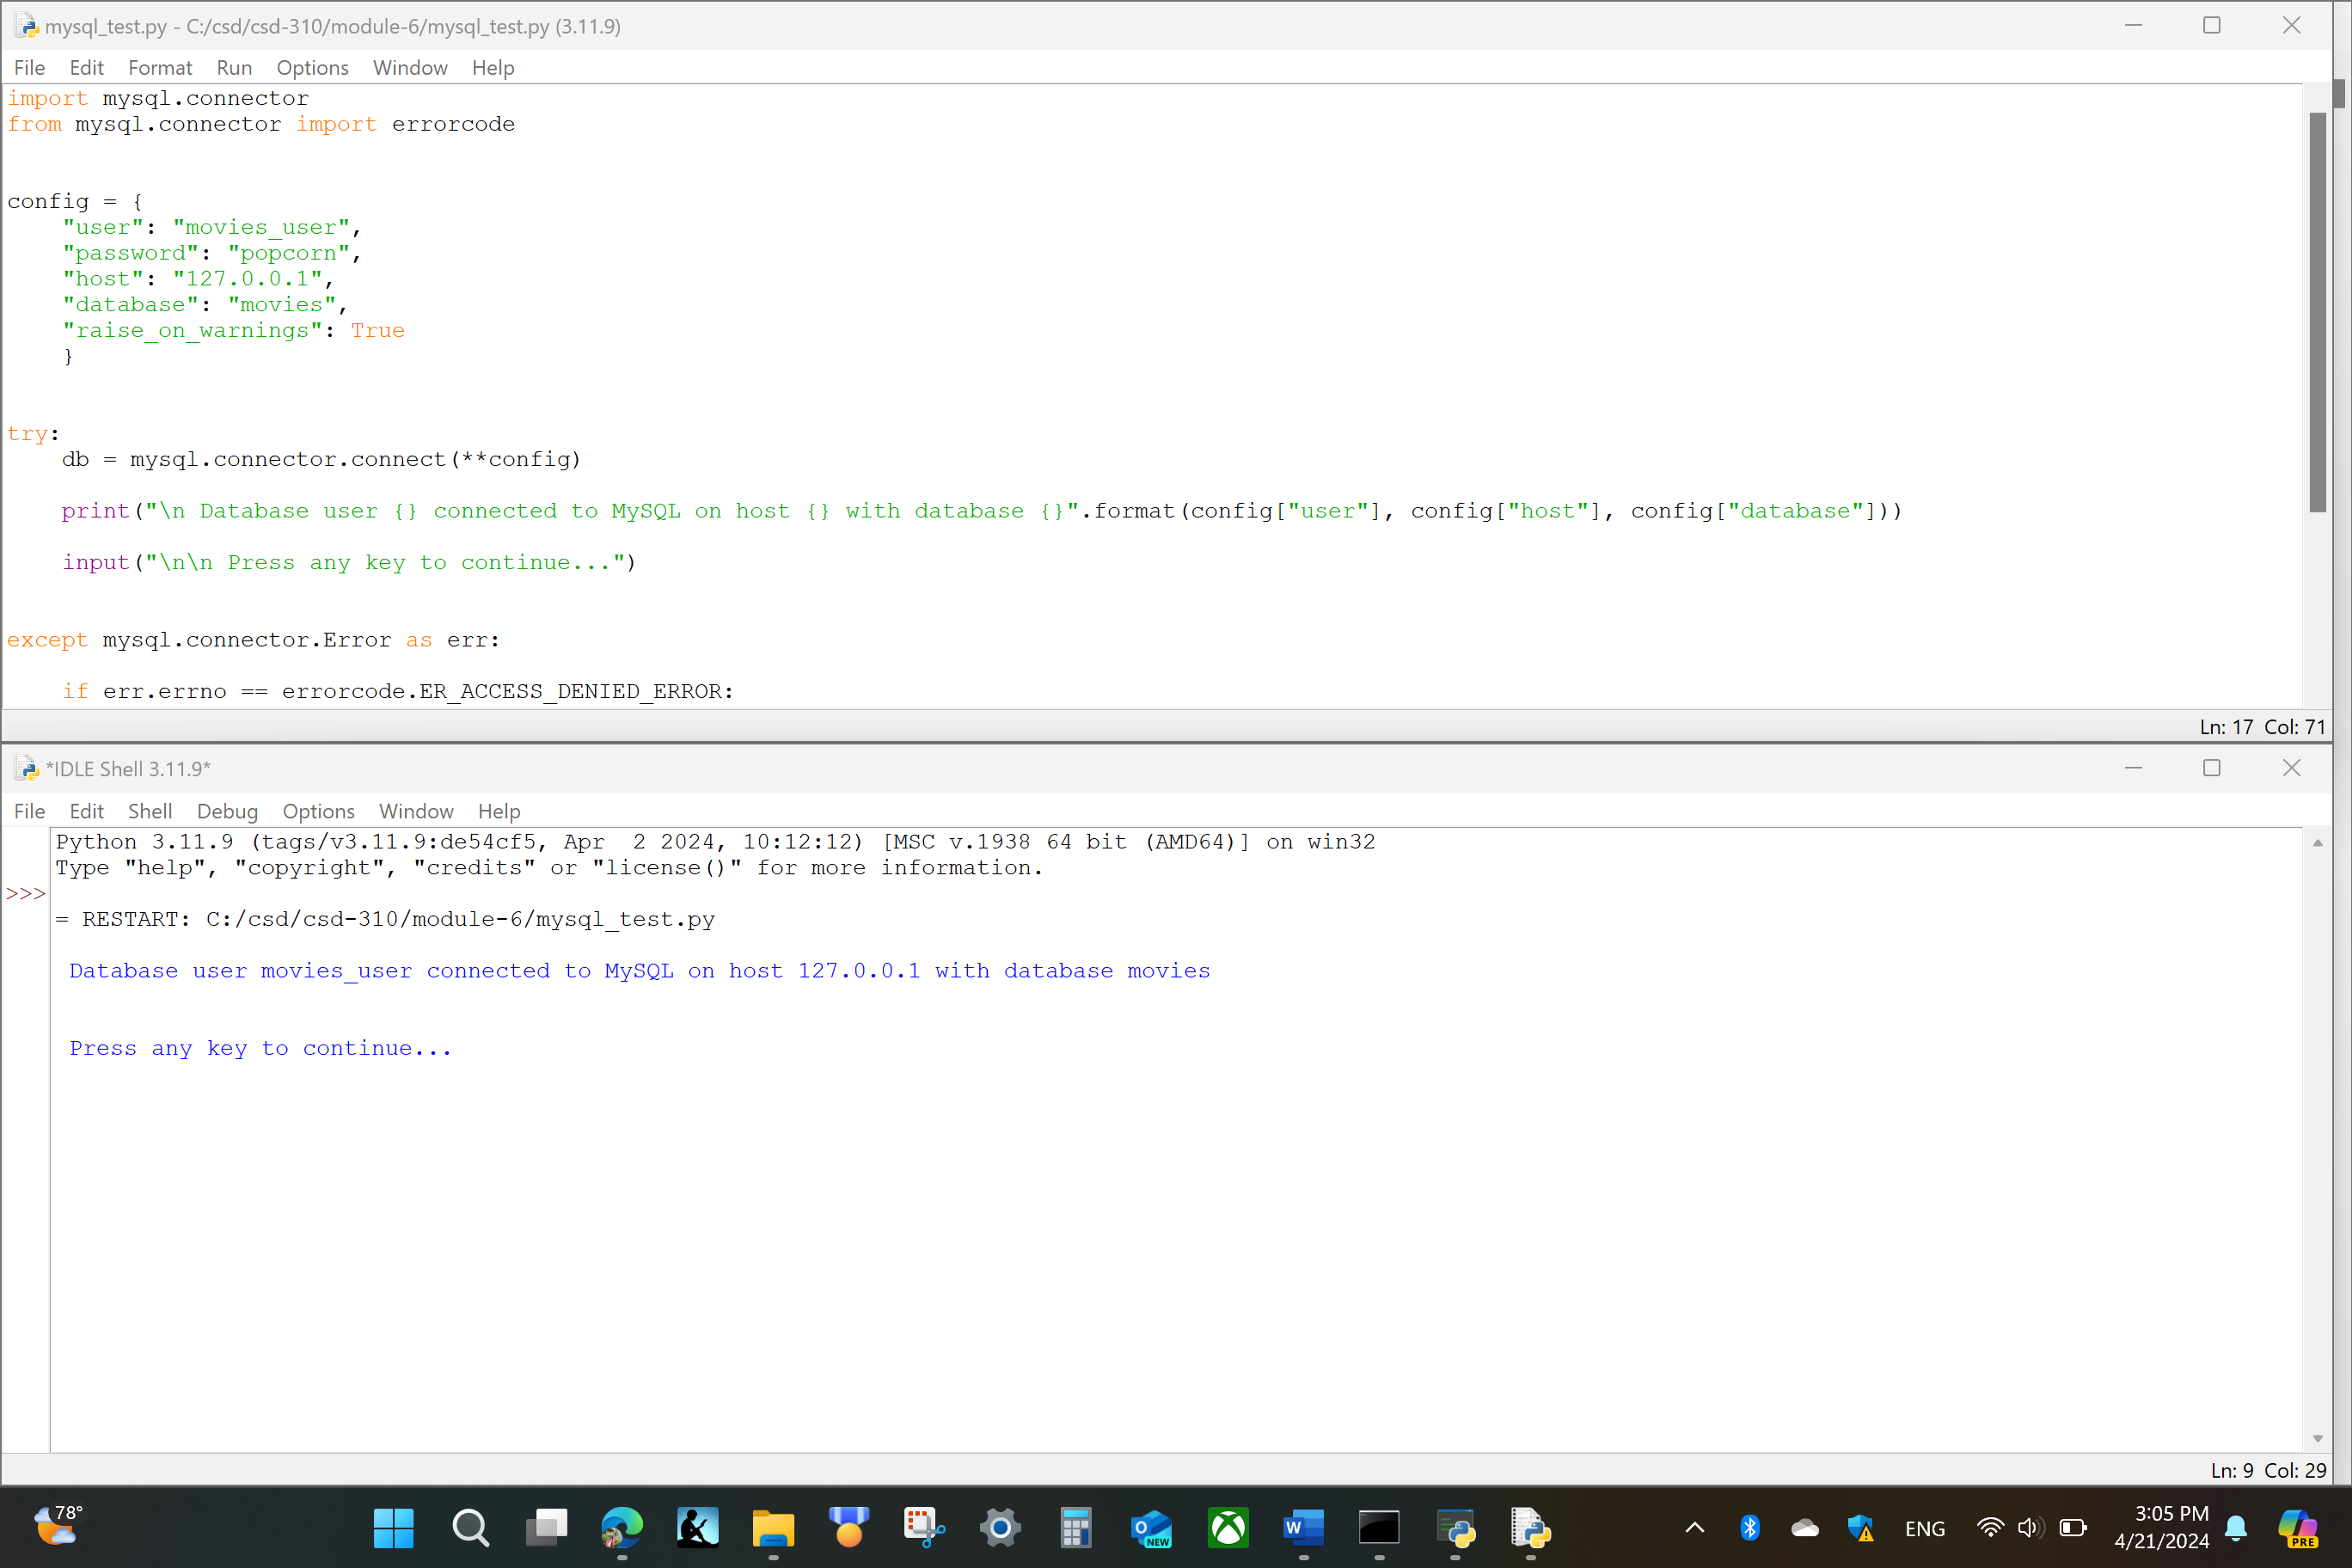 mysql_test.py - C:/csd/csd-310/module-6/mysql_test.py (3.11.9)
File Edit Format Run Options Window Help
import mysql.connector
from mysql.connector import errorcode
config = {
"user": "movies_user",
"password": "popcorn",
"host": "127.0.0.1",
"database": "movies",
"raise_on_warnings": True
}
try:
db = mysql.connector.connect(**config)
print("\n Database user {} connected to MySQL on host {} with database {}".format(config["user"], config["host"], config["database"]))
input("\n\n Press any key to continue...")
except mysql.connector.Error as err:
if err.errno == errorcode.ER_ACCESS_DENIED_ERROR:
Ln: 17 Col: 71
*IDLE Shell 3.11.9*
File Edit Shell Debug Options Window Help
Python 3.11.9 (tags/v3.11.9:de54cf5, Apr  2 2024, 10:12:12) [MSC v.1938 64 bit (AMD64)] on win32
Type "help", "copyright", "credits" or "license()" for more information.
>>>
= RESTART: C:/csd/csd-310/module-6/mysql_test.py
Database user movies_user connected to MySQL on host 127.0.0.1 with database movies
Press any key to continue...
Ln: 9 Col: 29
78°
NEW
W
ENG
3:05 PM
4/21/2024
PRE